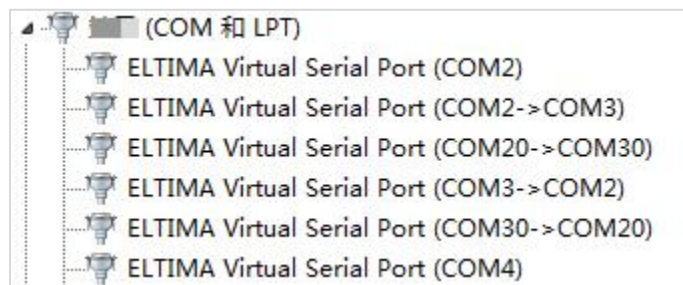 (COM 和 LPT)
ELTIMA Virtual Serial Port (COM2)
ELTIMA Virtual Serial Port (COM2->COM3)
ELTIMA Virtual Serial Port (COM20->COM30)
ELTIMA Virtual Serial Port (COM3->COM2)
ELTIMA Virtual Serial Port (COM30->COM20)
ELTIMA Virtual Serial Port (COM4)